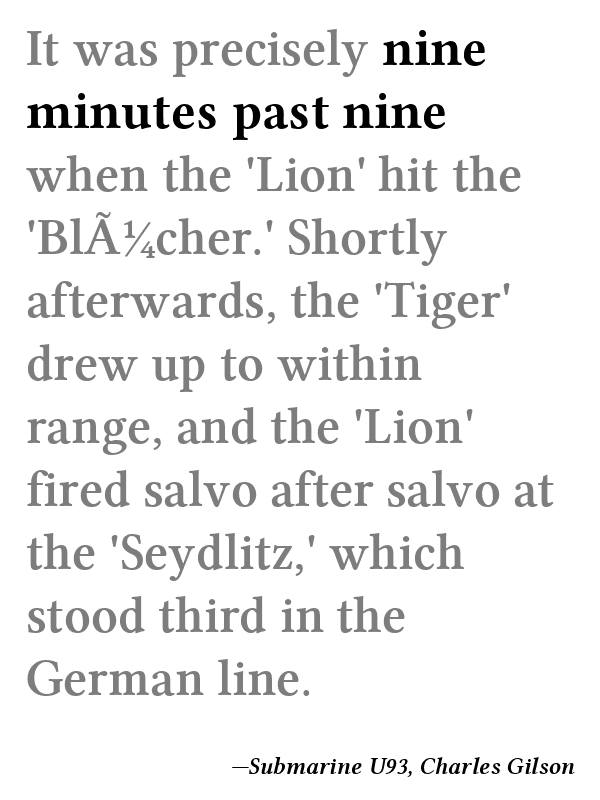 It was precisely nine
minutes past nine
when the 'Lion' hit the
'BlÃ¼cher.' Shortly
afterwards, the 'Tiger'
drew up to within
range, and the 'Lion'
fired salvo after salvo at
the 'Seydlitz,' which
stood third in the
German line.
—Submarine U93, Charles Gilson